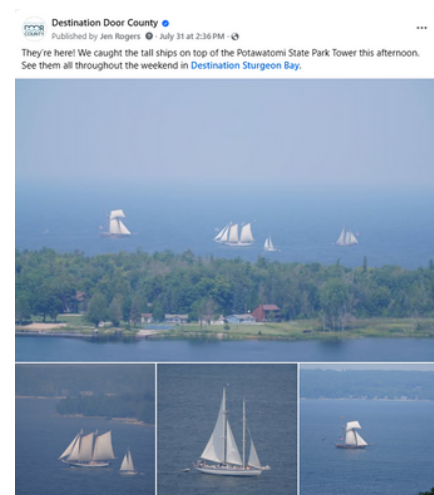 DOOR
COUNTY
Destination Door County
Published by Jen Rogers · July 31 at 2:36 PM ·
They're here! We caught the tall ships on top of the Potawatomi State Park Tower this afternoon.
See them all throughout the weekend in Destination Sturgeon Bay.